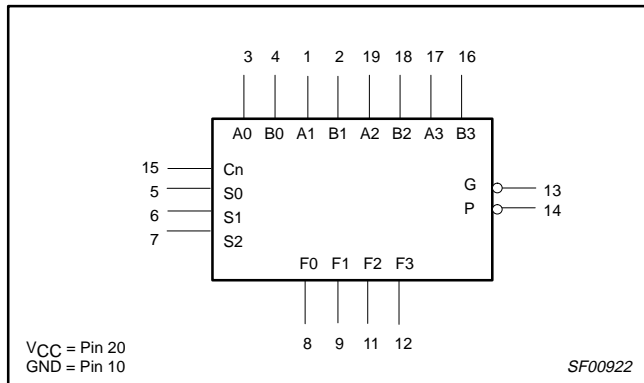 3 4 1 2 19 18 17 16
A0 B0 A1 B1 A2 B2 A3 B3
15 Cn
5 S0
G 13
6 S1
P 14
7 S2
F0 F1 F2 F3
8 9 11 12
VCC = Pin 20
GND = Pin 10
SF00922